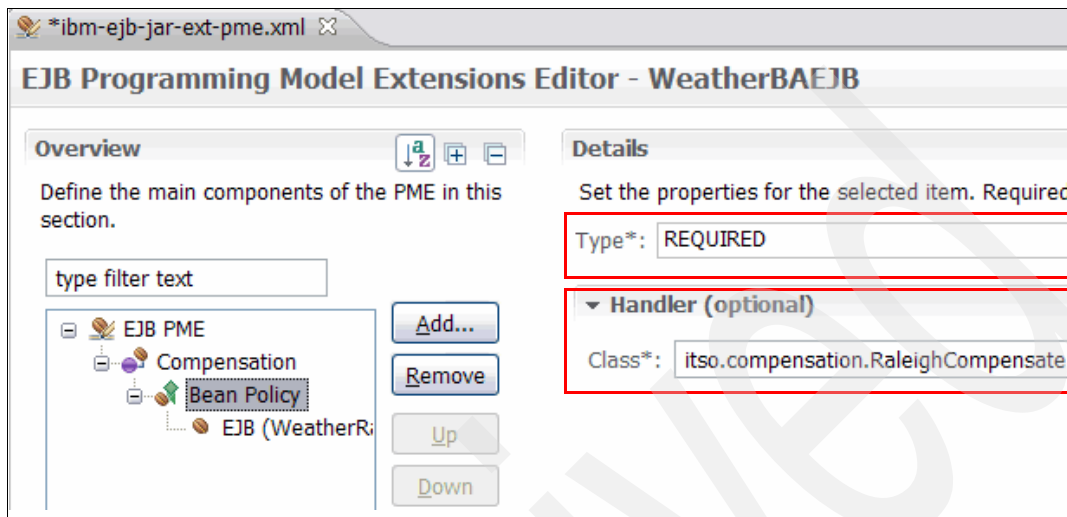 *ibm-ejb-jar-ext-pme.xml
EJB Programming Model Extensions Editor - WeatherBAEJB
Overview
Define the main components of the PME in this
section.
type filter text
EJB PME
Compensation
Bean Policy
EJB (WeatherRa
Add...
Remove
Up
Down
Details
Set the properties for the selected item. Required
Type*: REQUIRED
Handler (optional)
Class*: itso.compensation.RaleighCompensate